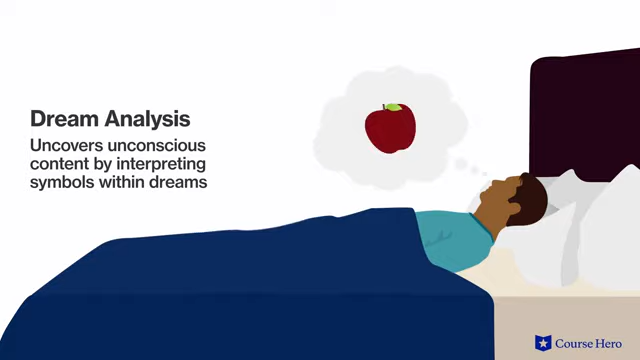 Dream Analysis
Uncovers unconscious
content by interpreting
symbols within dreams
Course Hero